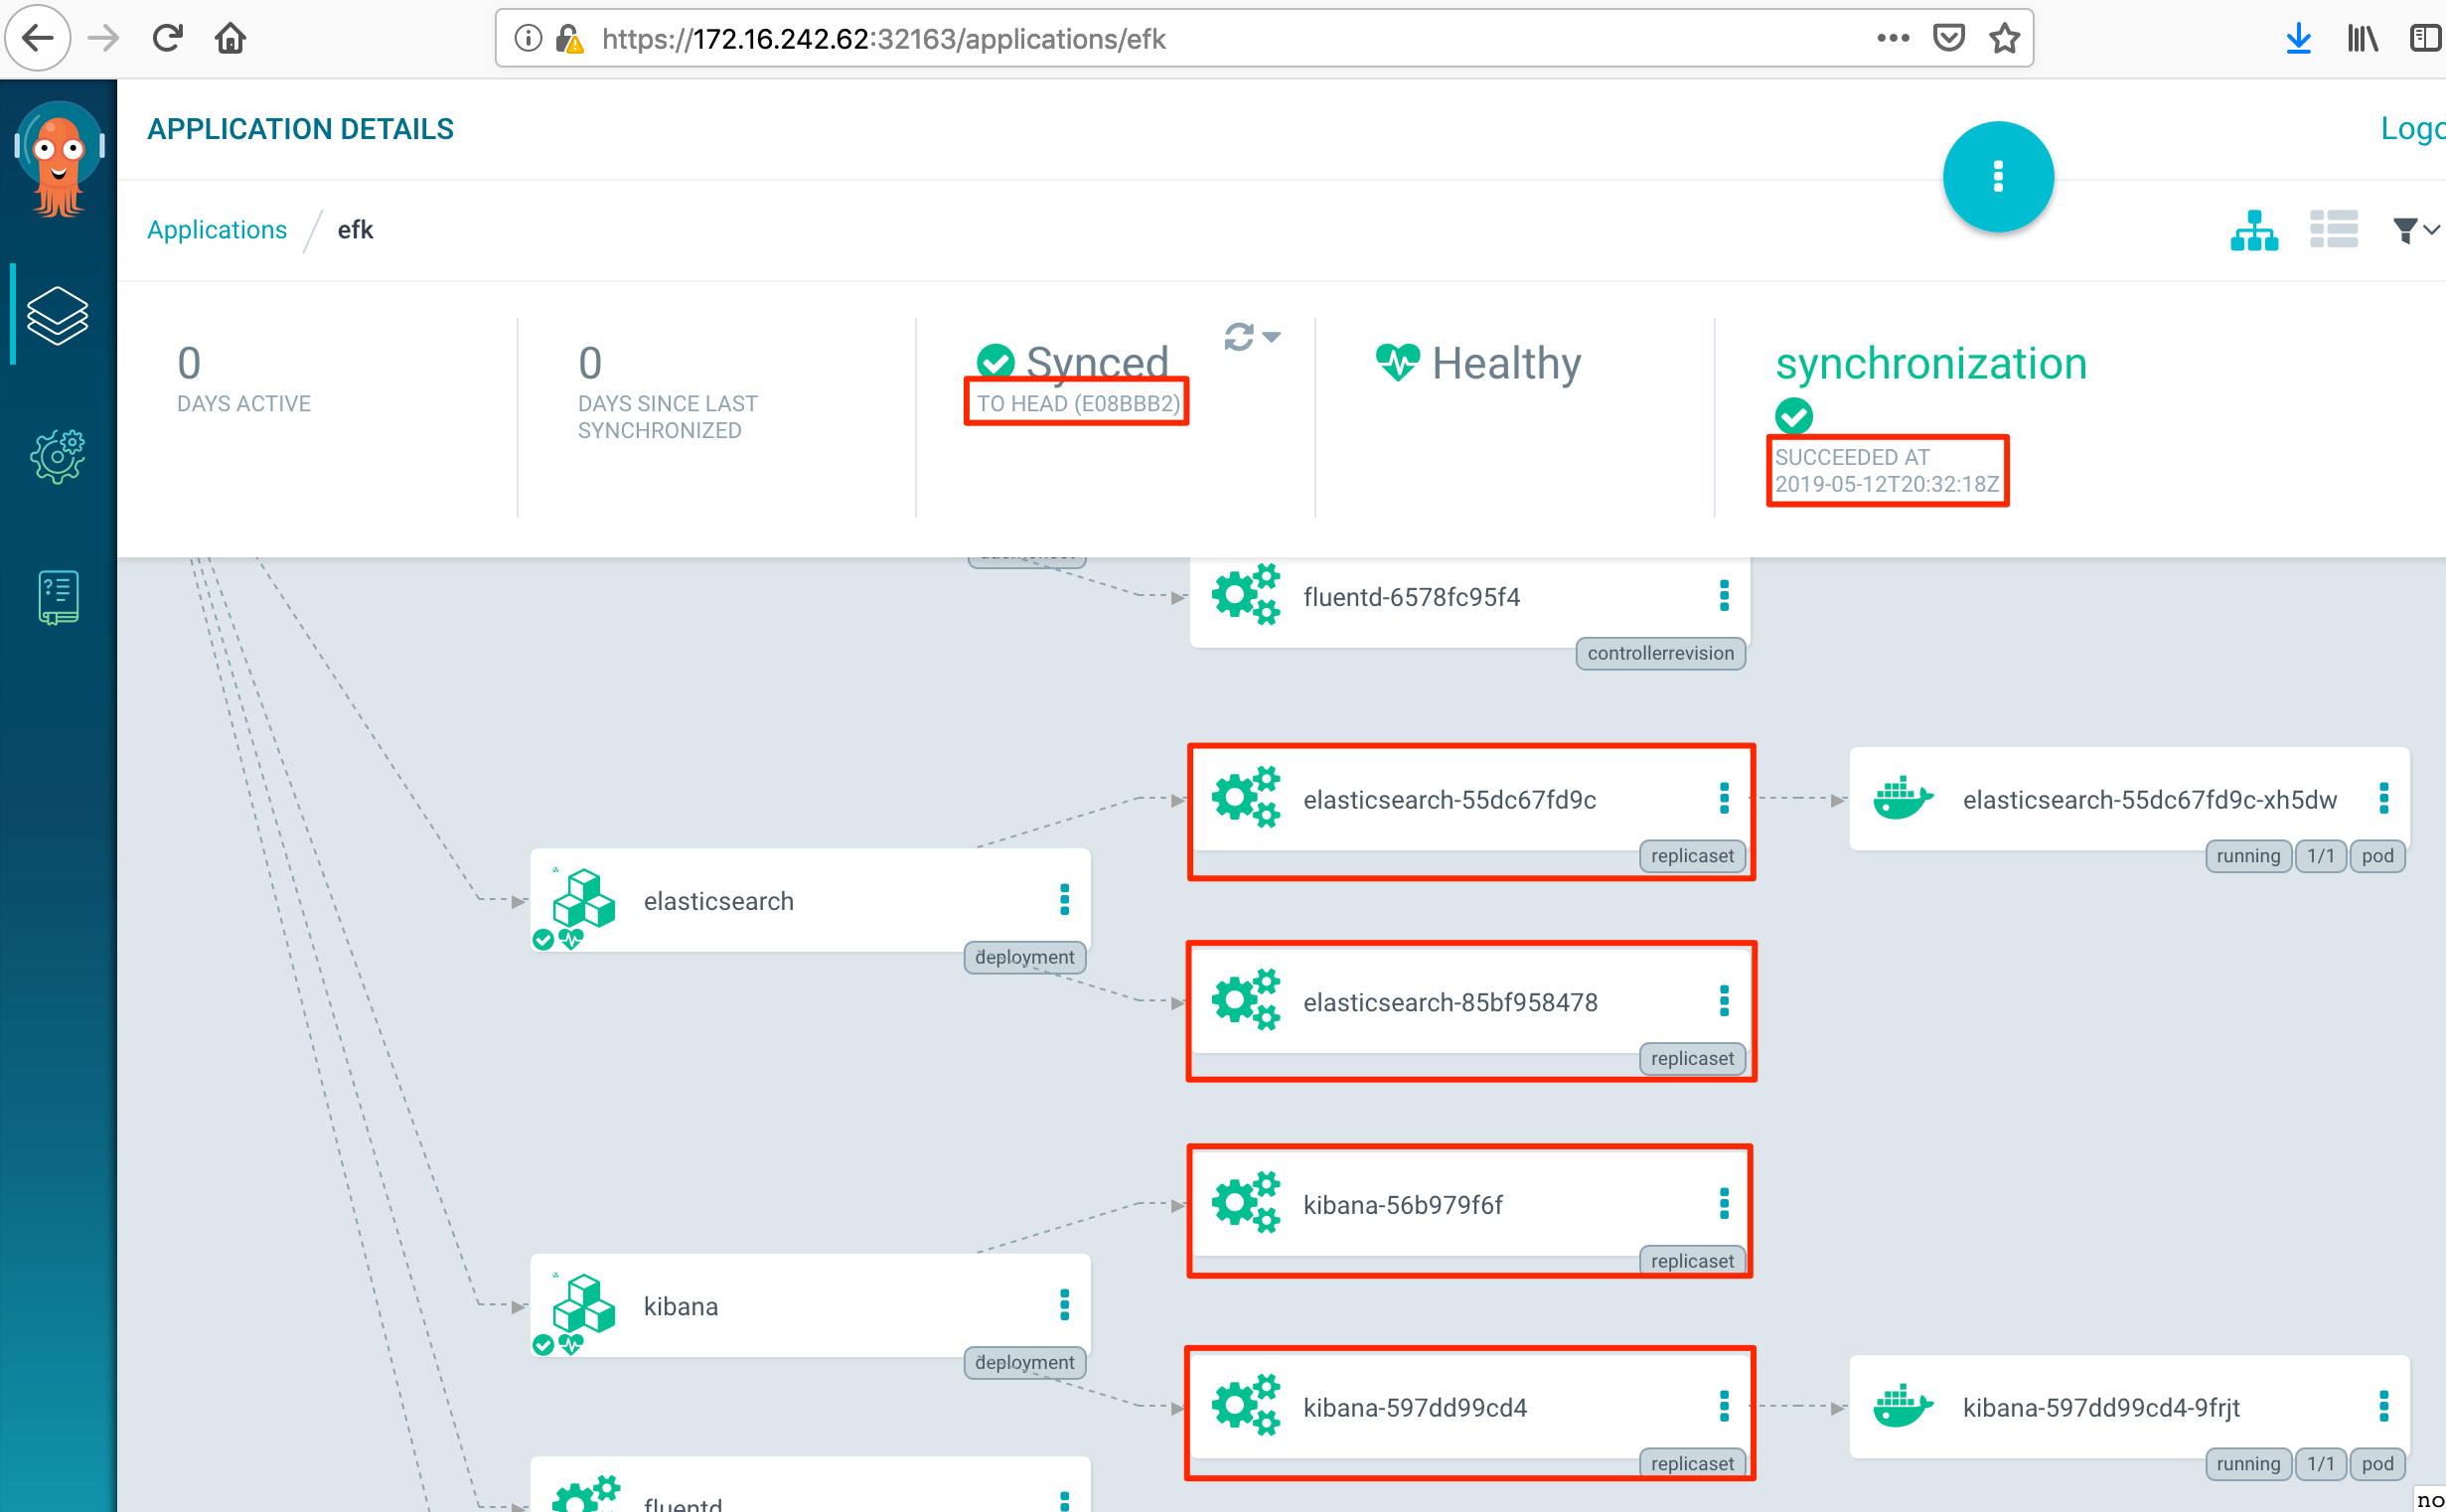 https://172.16.242.62:32163/applications/efk
APPLICATION DETAILS
Applications / efk
0
DAYS ACTIVE
0
DAYS SINCE LAST
SYNCHRONIZED
Synced
TO HEAD (E08BBB2)
Healthy
synchronization
SUCCEEDED AT
2019-05-12T20:32:18Z
fluentd-6578fc95f4
controllerrevision
elasticsearch-55dc67fd9c
replicaset
elasticsearch-55dc67fd9c-xh5dw
running 1/1 pod
elasticsearch
deployment
elasticsearch-85bf958478
replicaset
kibana-56b979f6f
replicaset
kibana
deployment
kibana-597dd99cd4
replicaset
kibana-597dd99cd4-9frjt
running 1/1 pod
fluentd